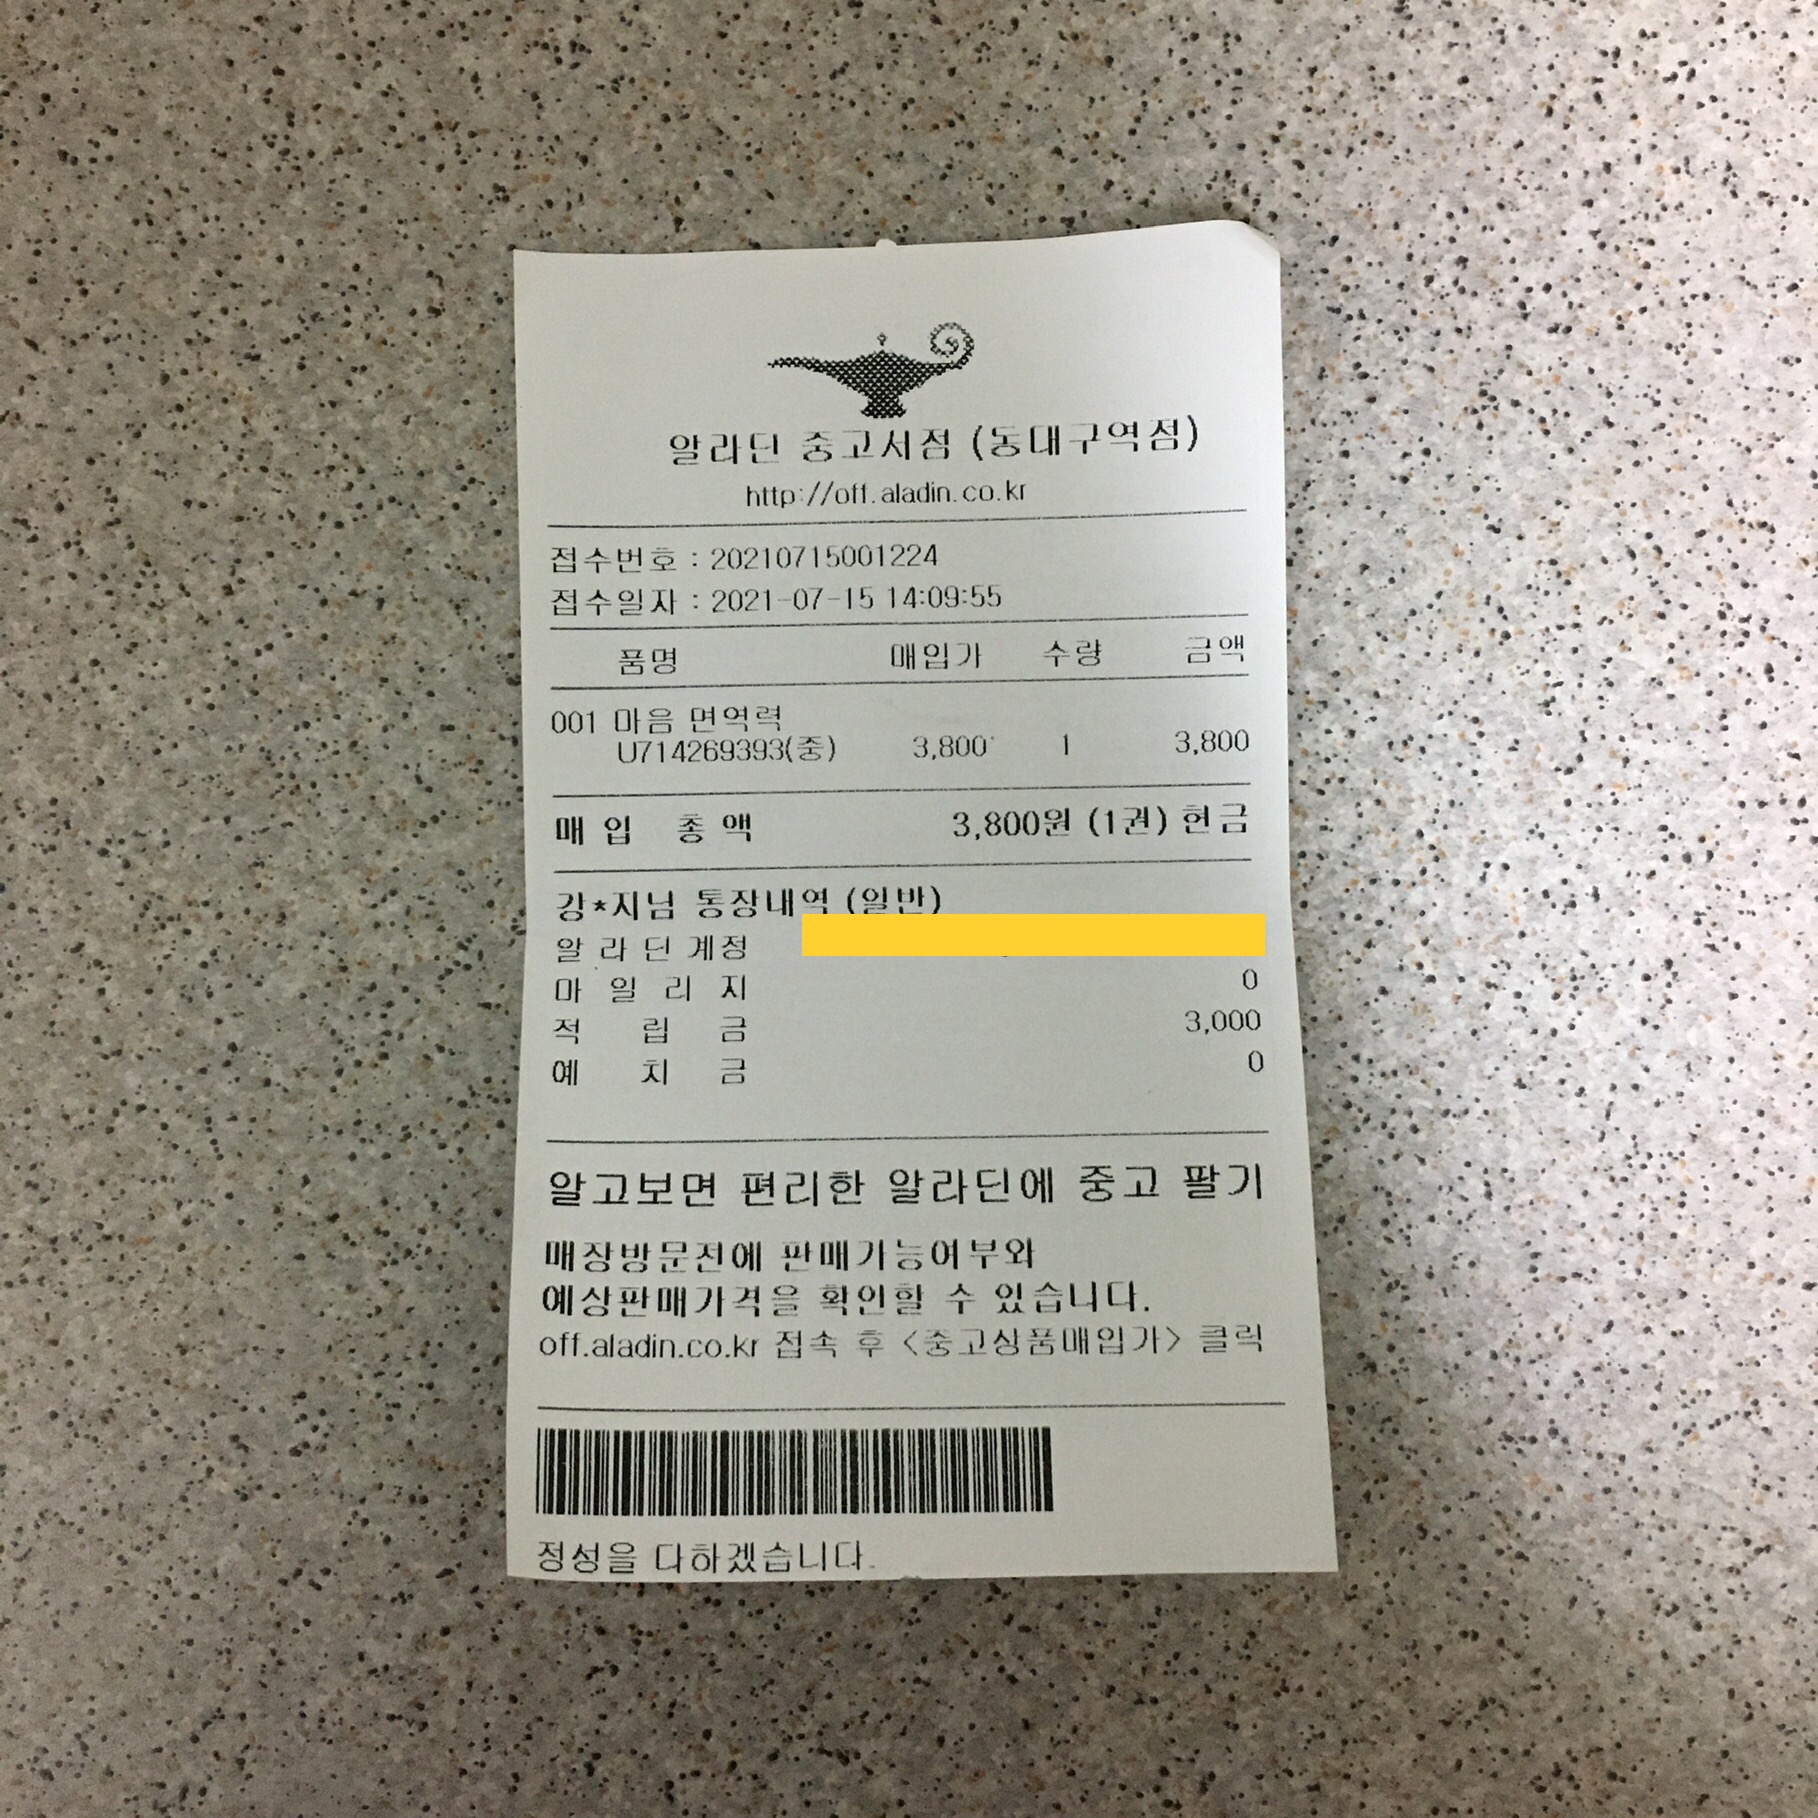 알라딘 중고서점 (동대구역점)
http://off.aladin.co.kr
접수번호 : 20210715001224
접수일자 : 2021-07-15 14:09:55
품명 매입가 수량 금액
001 마음 면역력
U714269393(중) 3,800 1 3,800
매 입 총 액 3,800원 (1권) 현금
강*지님 통장내역 (일반)
알 라 딘 계정
마 일 리 지 0
적 립 금 3,000
예 치 금 0
알고보면 편리한 알라딘에 중고 팔기
매장방문전에 판매가능여부와
예상판매가격을 확인할 수 있습니다.
off.aladin.co.kr 접속 후 <중고상품매입가> 클릭
정성을 다하겠습니다.